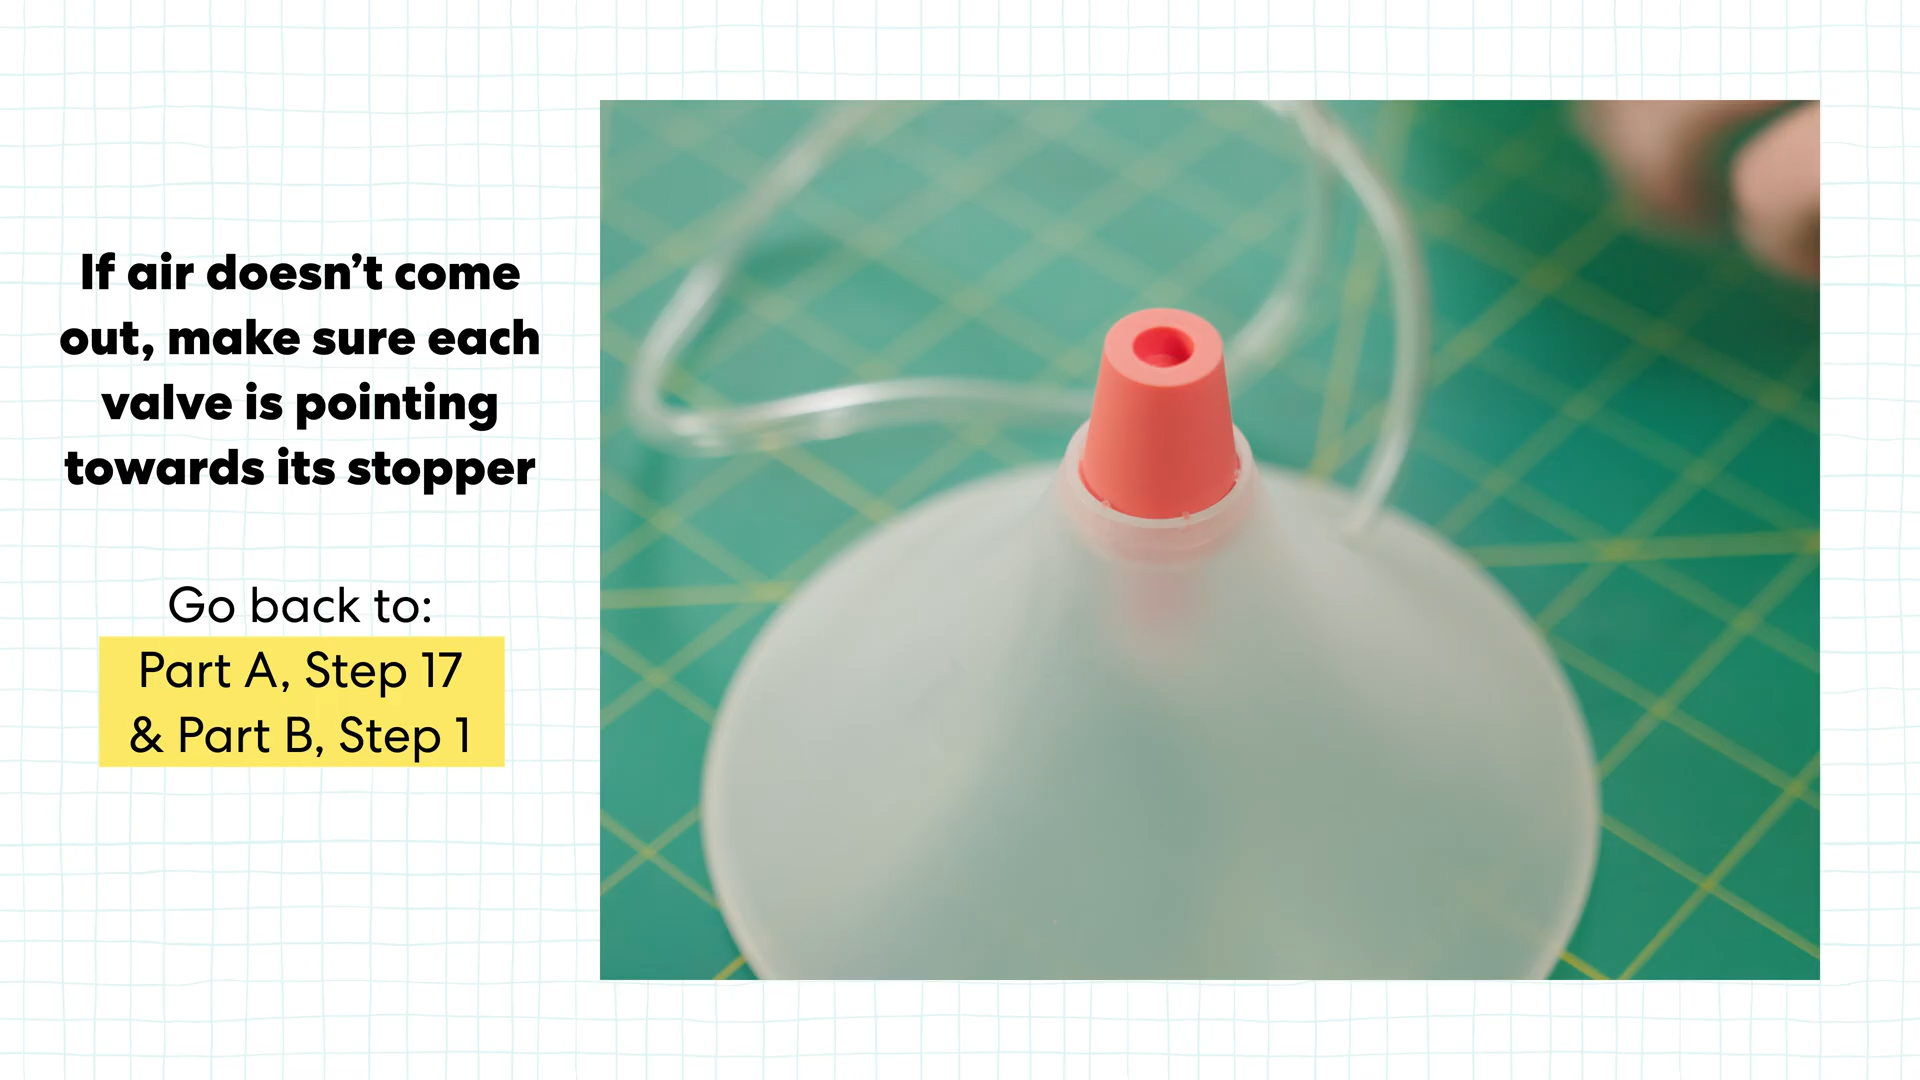 If air doesn’t come
out, make sure each
valve is pointing
towards its stopper
Go back to:
Part A, Step 17
& Part B, Step 1